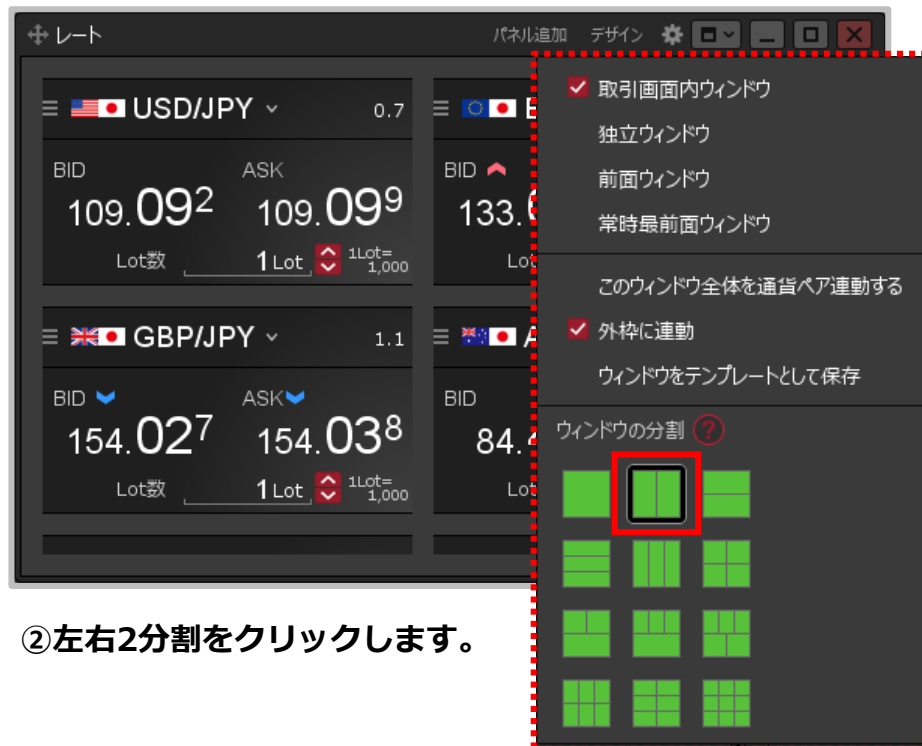 レート
パネル追加 デザイン
USD/JPY 0.7
BID ASK
109.092 109.099
Lot数 1 Lot 1Lot=1,000
BID
133.
GBP/JPY 1.1
BID ASK
154.027 154.038
Lot数 1 Lot 1Lot=1,000
BID
84.
取引画面内ウィンドウ
独立ウィンドウ
前面ウィンドウ
常時最前面ウィンドウ
このウィンドウ全体を通貨ペア連動する
外枠に連動
ウィンドウをテンプレートとして保存
ウィンドウの分割 ?
②左右2分割をクリックします。